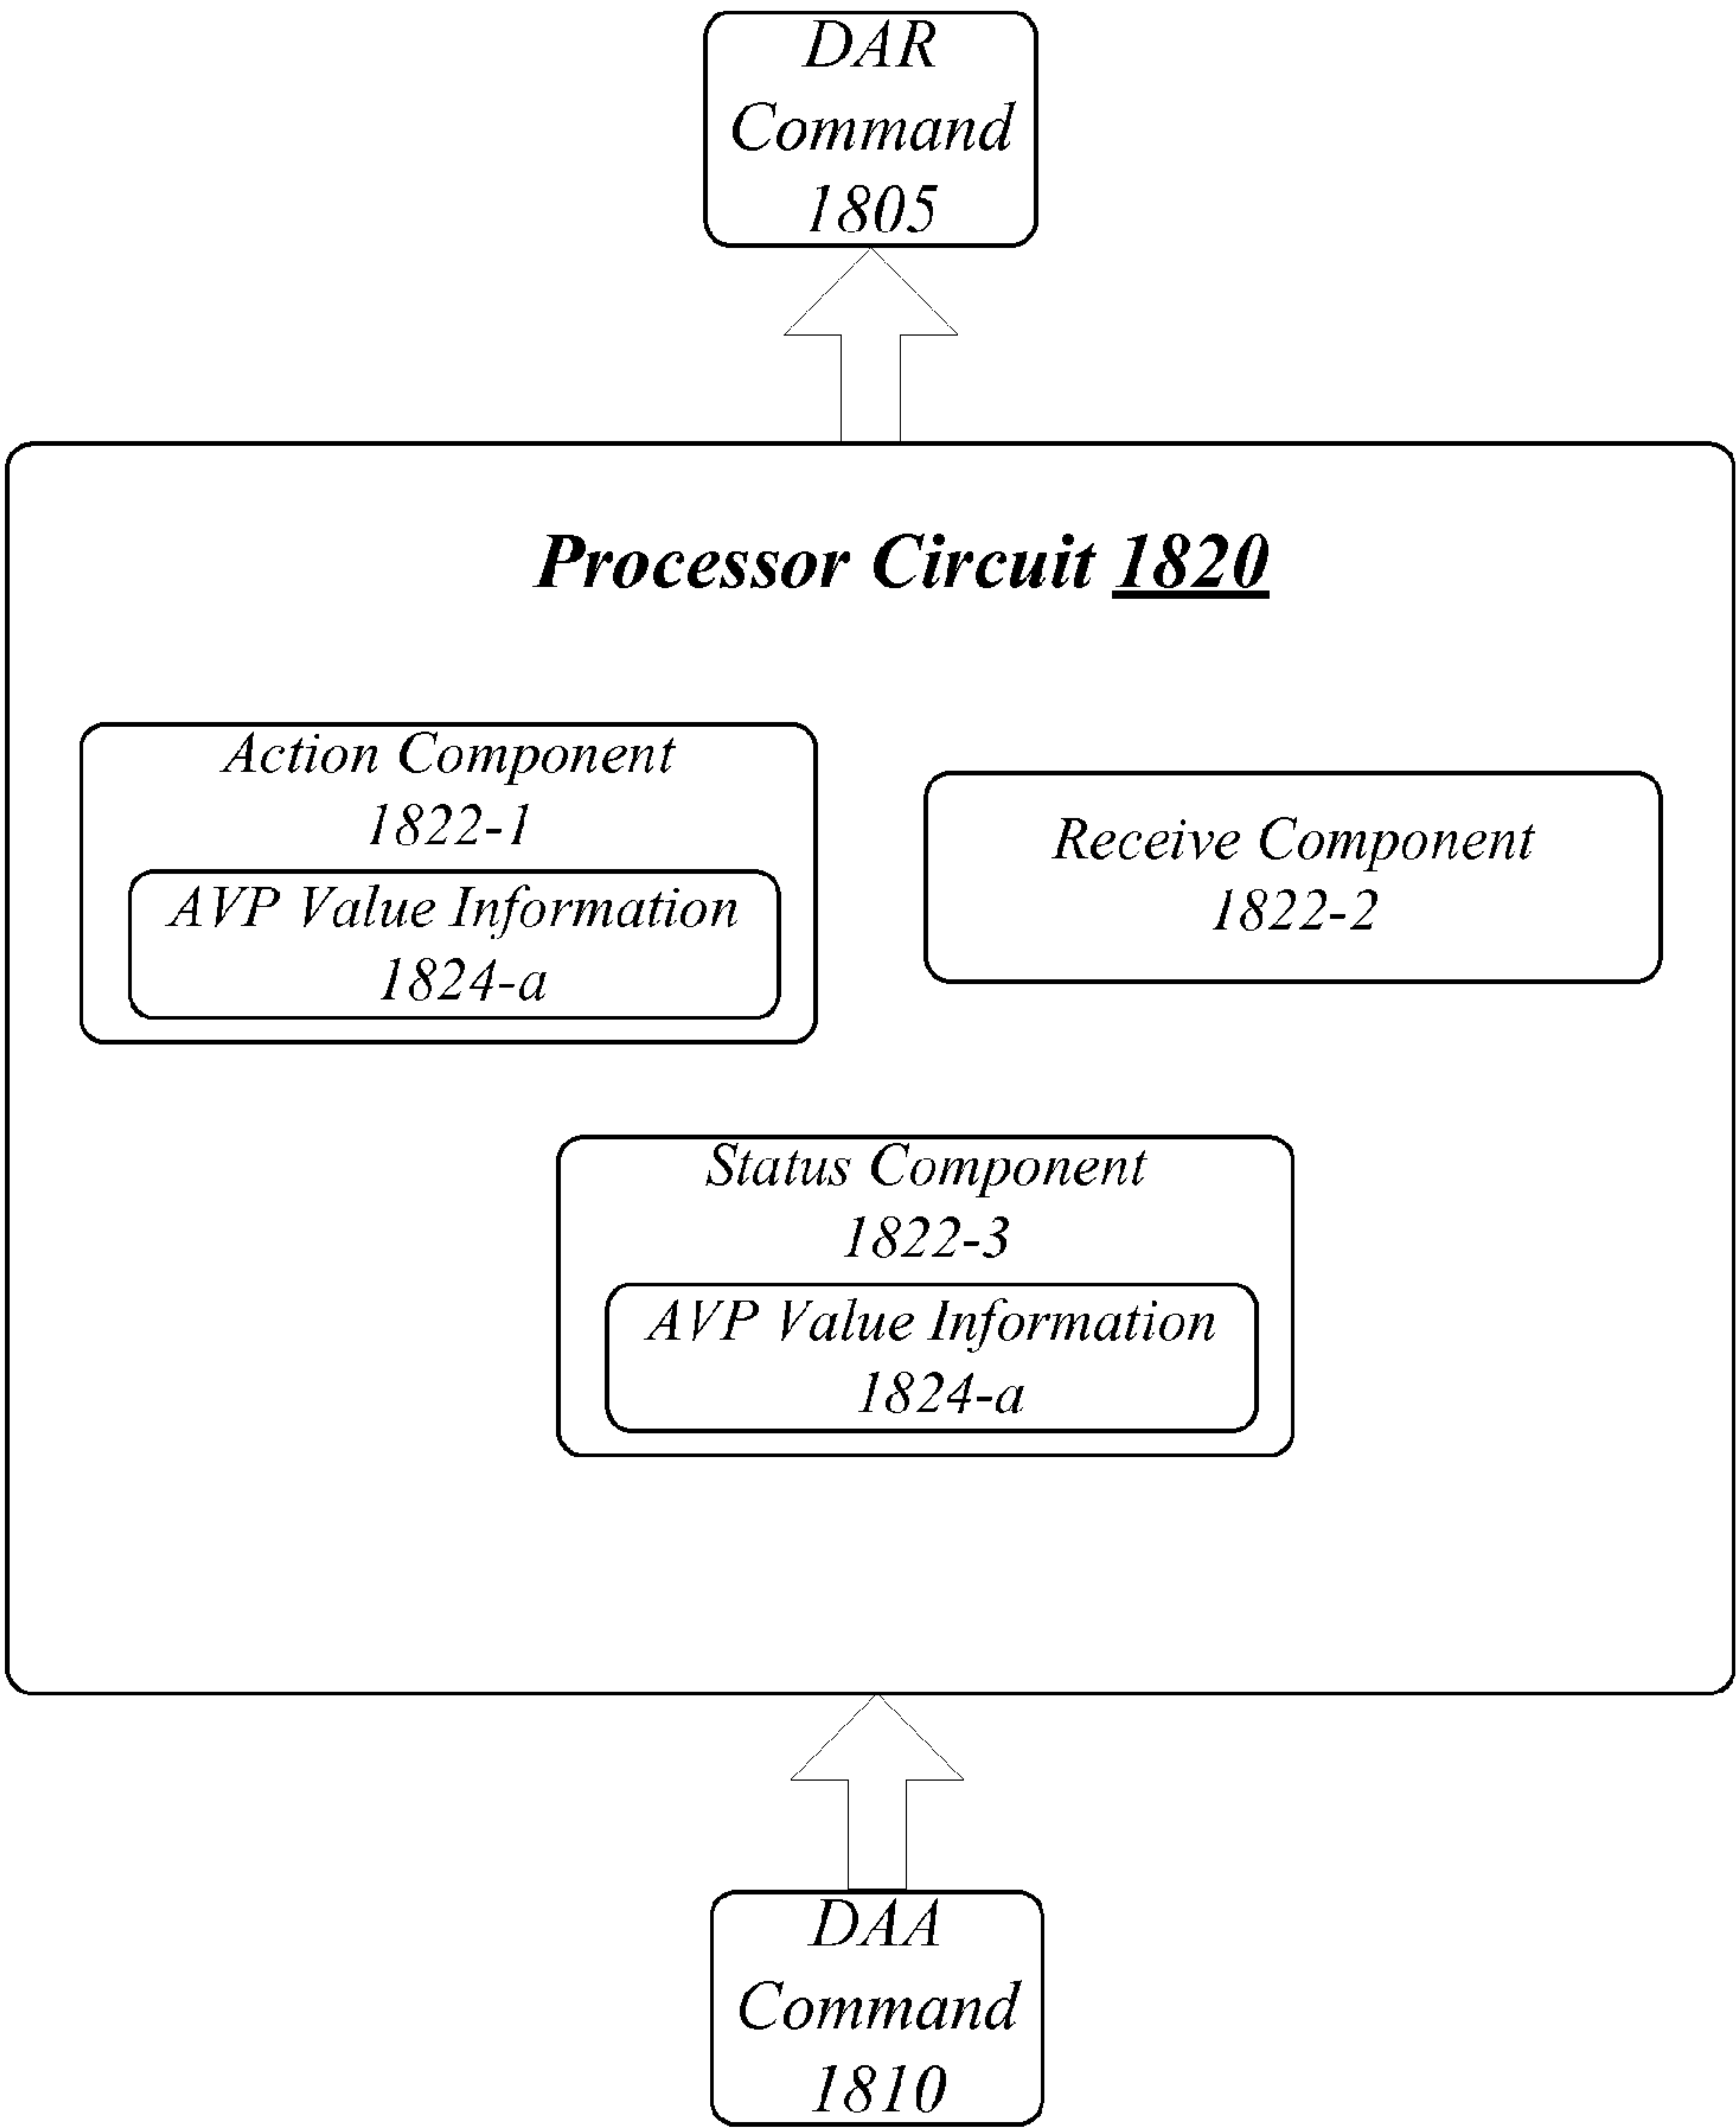 DAR
Command
1805
Processor Circuit 1820
Action Component
1822-1
AVP Value Information
1824-a
Receive Component
1822-2
Status Component
1822-3
AVP Value Information
1824-a
DAA
Command
1810